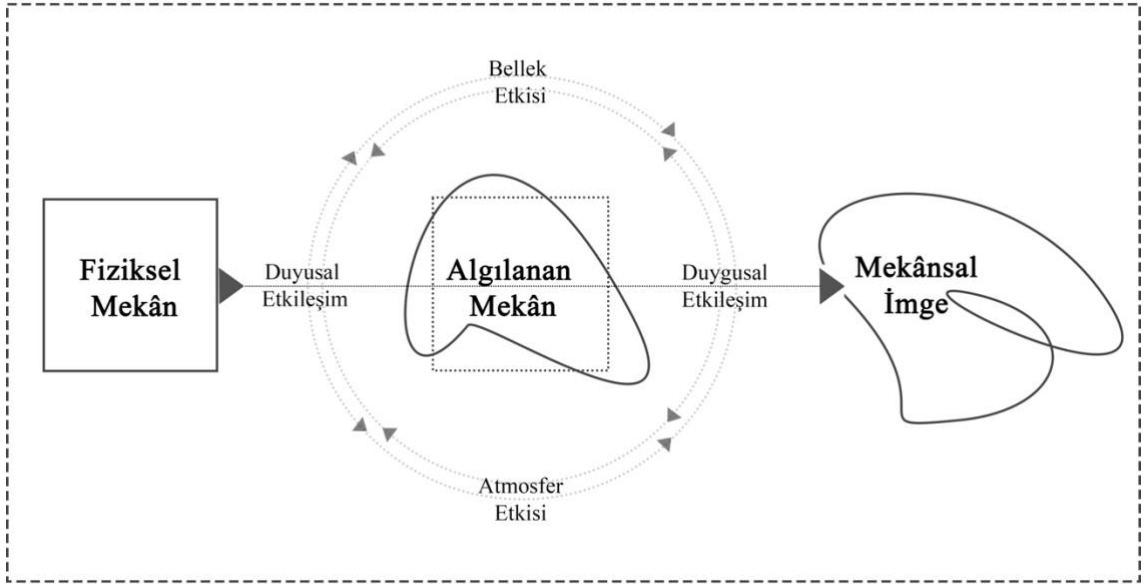 Bellek
Etkisi
Fiziksel
Mekân
Duyusal
Etkileşim
Algılanan
Mekân
Duygusal
Etkileşim
Mekânsal
İmge
Atmosfer
Etkisi